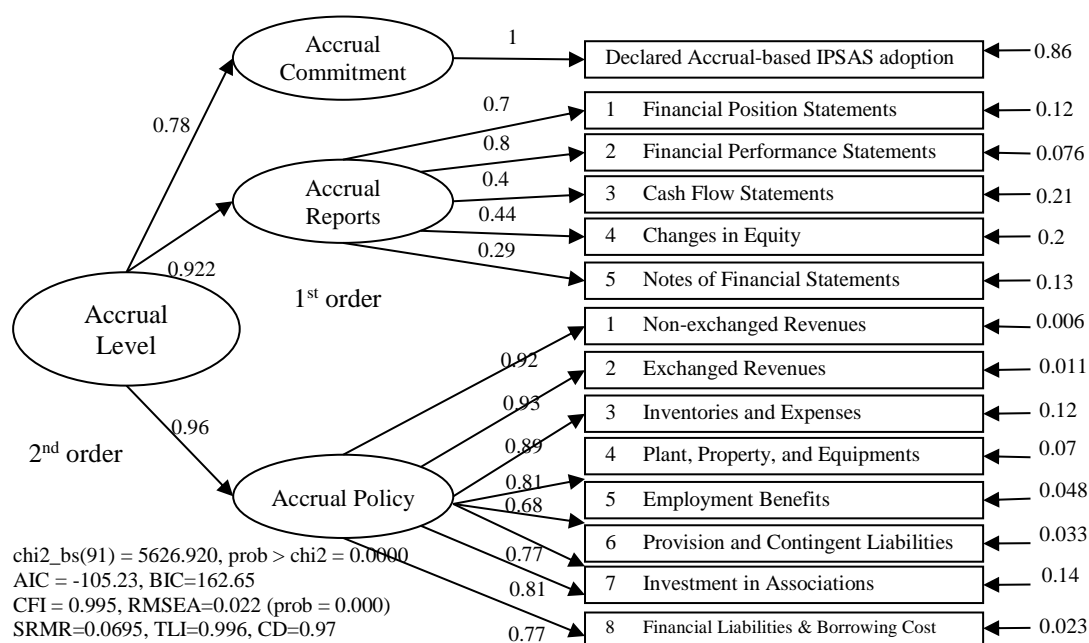 Accrual
Commitment
1
Declared Accrual-based IPSAS adoption
0.86
0.78
0.7
1 Financial Position Statements
0.12
0.8
2 Financial Performance Statements
0.076
Accrual
Reports
0.4
3 Cash Flow Statements
0.21
0.44
4 Changes in Equity
0.2
0.922
0.29
5 Notes of Financial Statements
0.13
1st order
Accrual
Level
1 Non-exchanged Revenues
0.006
0.92
2 Exchanged Revenues
0.011
0.93
3 Inventories and Expenses
0.12
0.96
0.89
4 Plant, Property, and Equipments
0.07
2nd order
0.81
5 Employment Benefits
0.048
Accrual Policy
0.68
6 Provision and Contingent Liabilities
0.033
0.77
7 Investment in Associations
0.14
0.81
8 Financial Liabilities & Borrowing Cost
0.023
0.77
chi2_bs(91) = 5626.920, prob > chi2 = 0.0000
AIC = -105.23, BIC=162.65
CFI = 0.995, RMSEA=0.022 (prob = 0.000)
SRMR=0.0695, TLI=0.996, CD=0.97